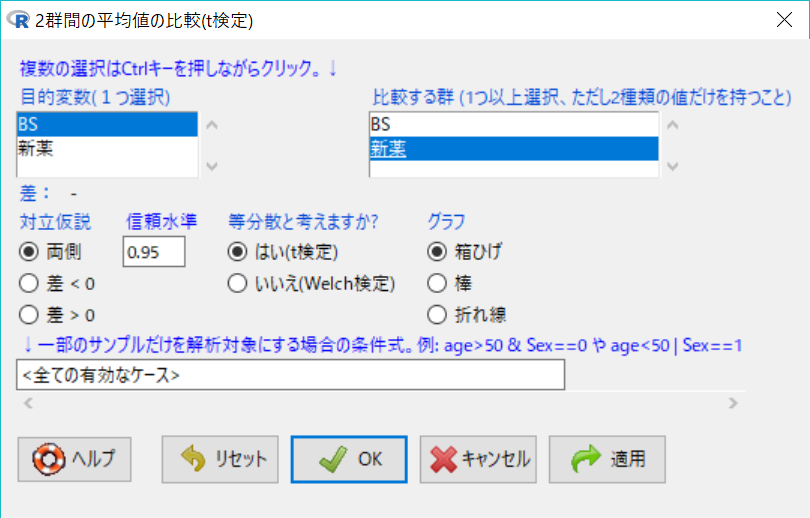 2群間の平均値の比較(t検定)
複数の選択はCtrlキーを押しながらクリック。↓
目的変数(１つ選択)
比較する群 (1つ以上選択、ただし2種類の値だけを持つこと)
BS
新薬
BS
新薬
差： -
対立仮説
信頼水準
等分散と考えますか?
グラフ
両側
0.95
はい(t検定)
箱ひげ
差 < 0
いいえ(Welch検定)
棒
差 > 0
折れ線
↓一部のサンプルだけを解析対象にする場合の条件式。例: age>50 & Sex==0 や age<50 | Sex==1
<全ての有効なケース>
ヘルプ
リセット
OK
キャンセル
適用